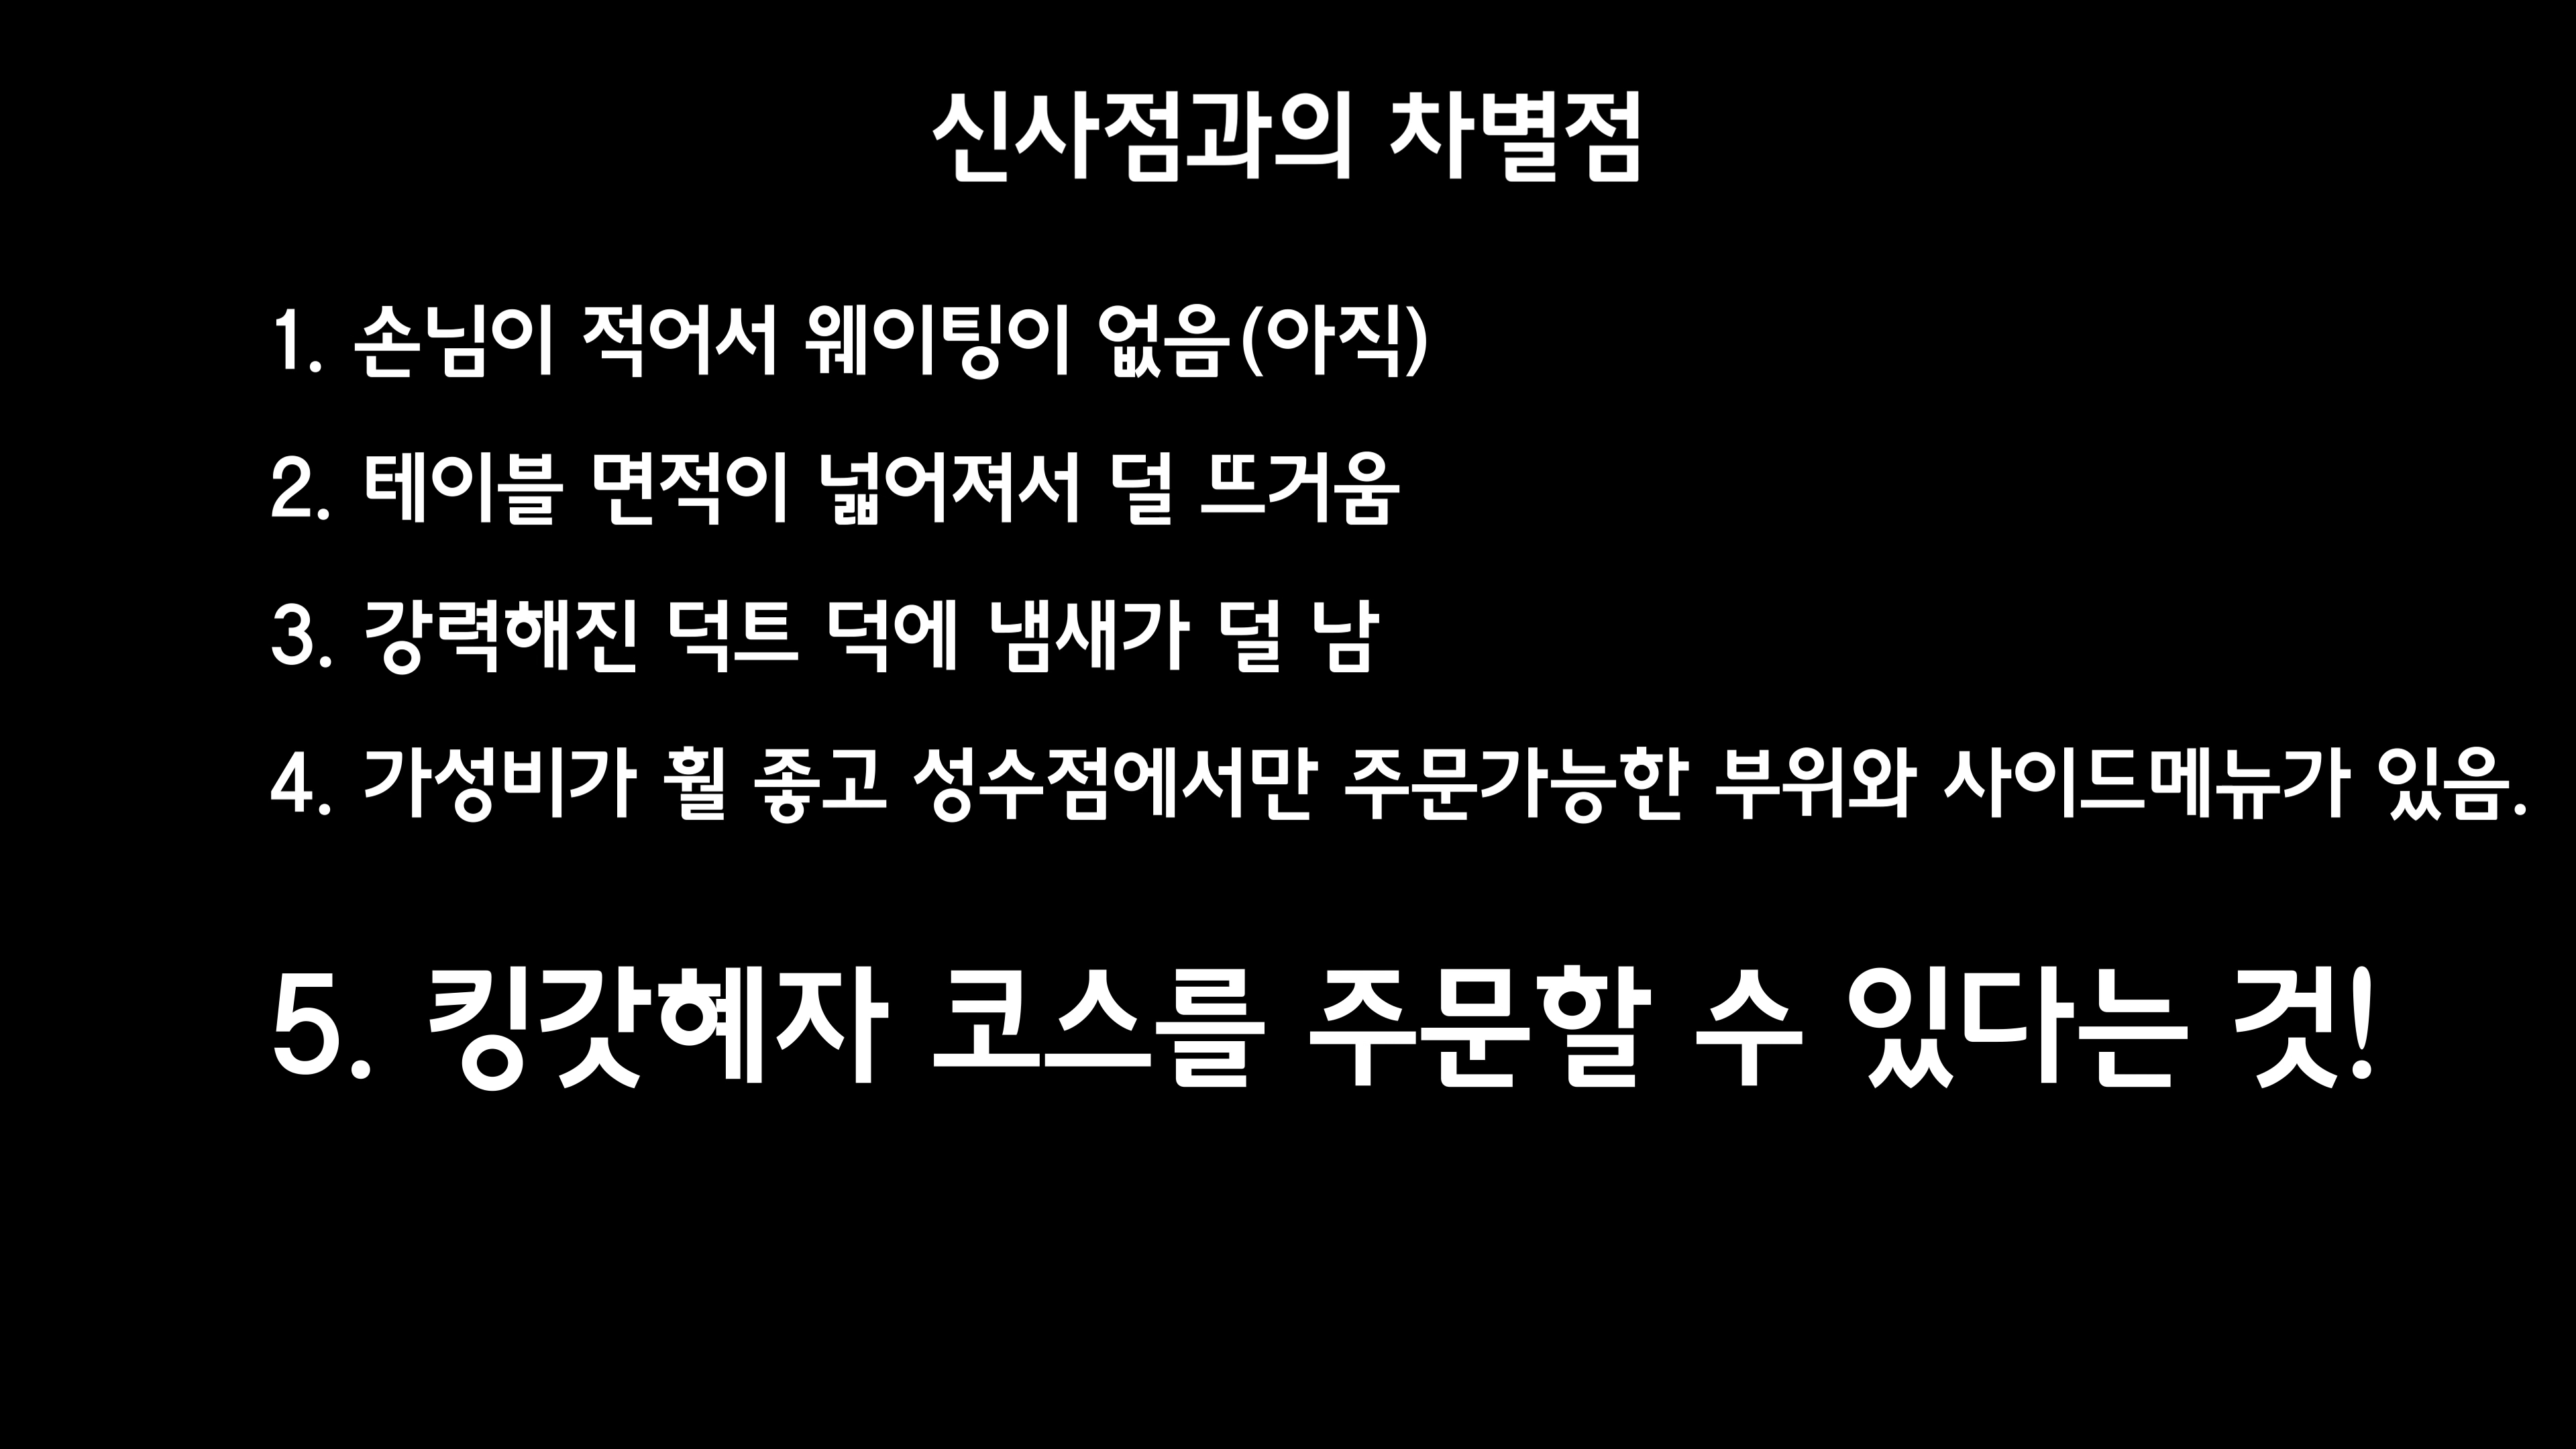 신사점과의 차별점
1. 손님이 적어서 웨이팅이 없음(아직)
2. 테이블 면적이 넓어져서 덜 뜨거움
3. 강력해진 덕트 덕에 냄새가 덜 남
4. 가성비가 훨 좋고 성수점에서만 주문가능한 부위와 사이드메뉴가 있음.
5. 킹갓혜자 코스를 주문할 수 있다는 것!